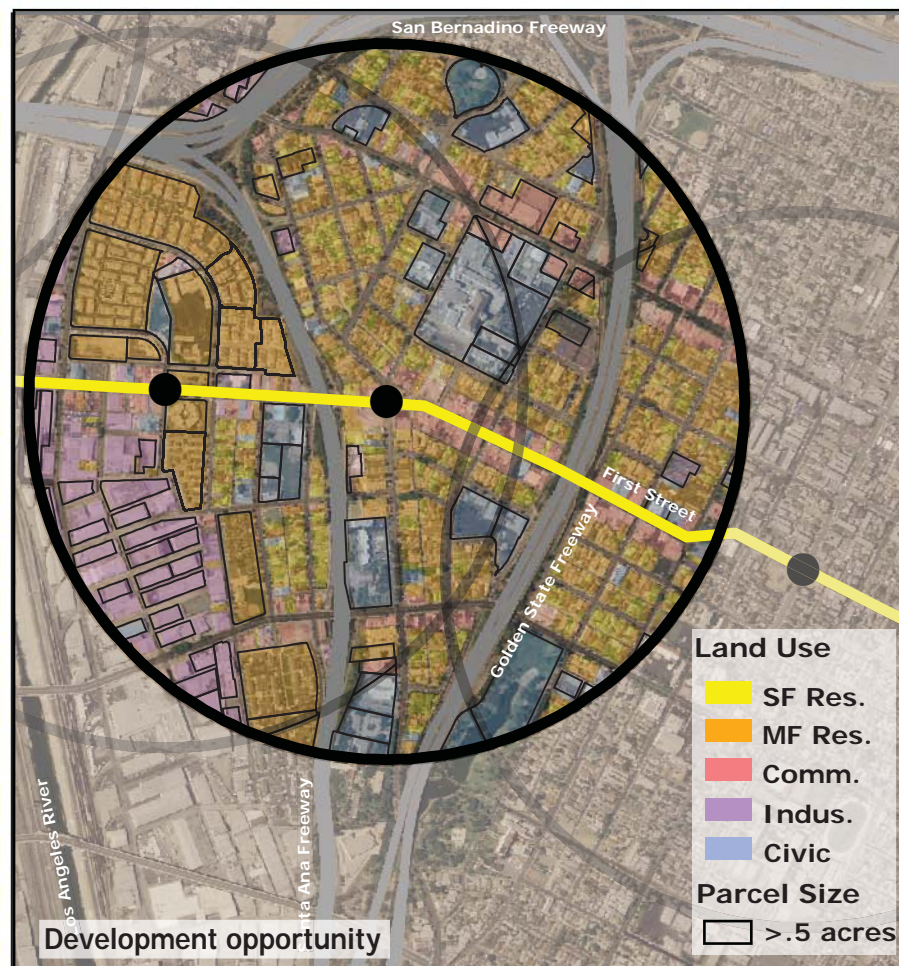 San Bernadino Freeway
First Street
Golden State Freeway
os Angeles River
nta Ana Freeway
Development opportunity
Land Use
SF Res.
MF Res.
Comm.
Indus.
Civic
Parcel Size
>.5 acres